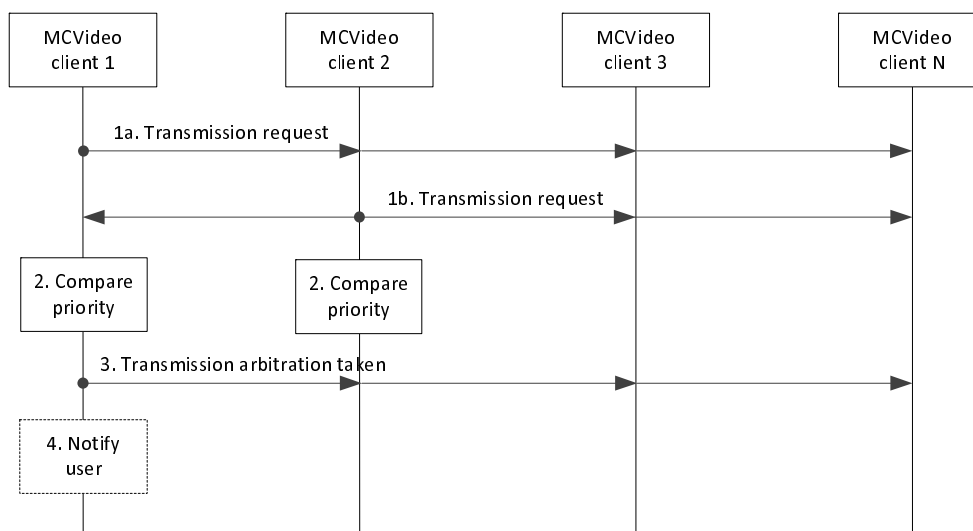 MCVideo
client 1
MCVideo
client 2
MCVideo
client 3
MCVideo
client N
1a. Transmission request
1b. Transmission request
2. Compare
priority
2. Compare
priority
3. Transmission arbitration taken
4. Notify
user